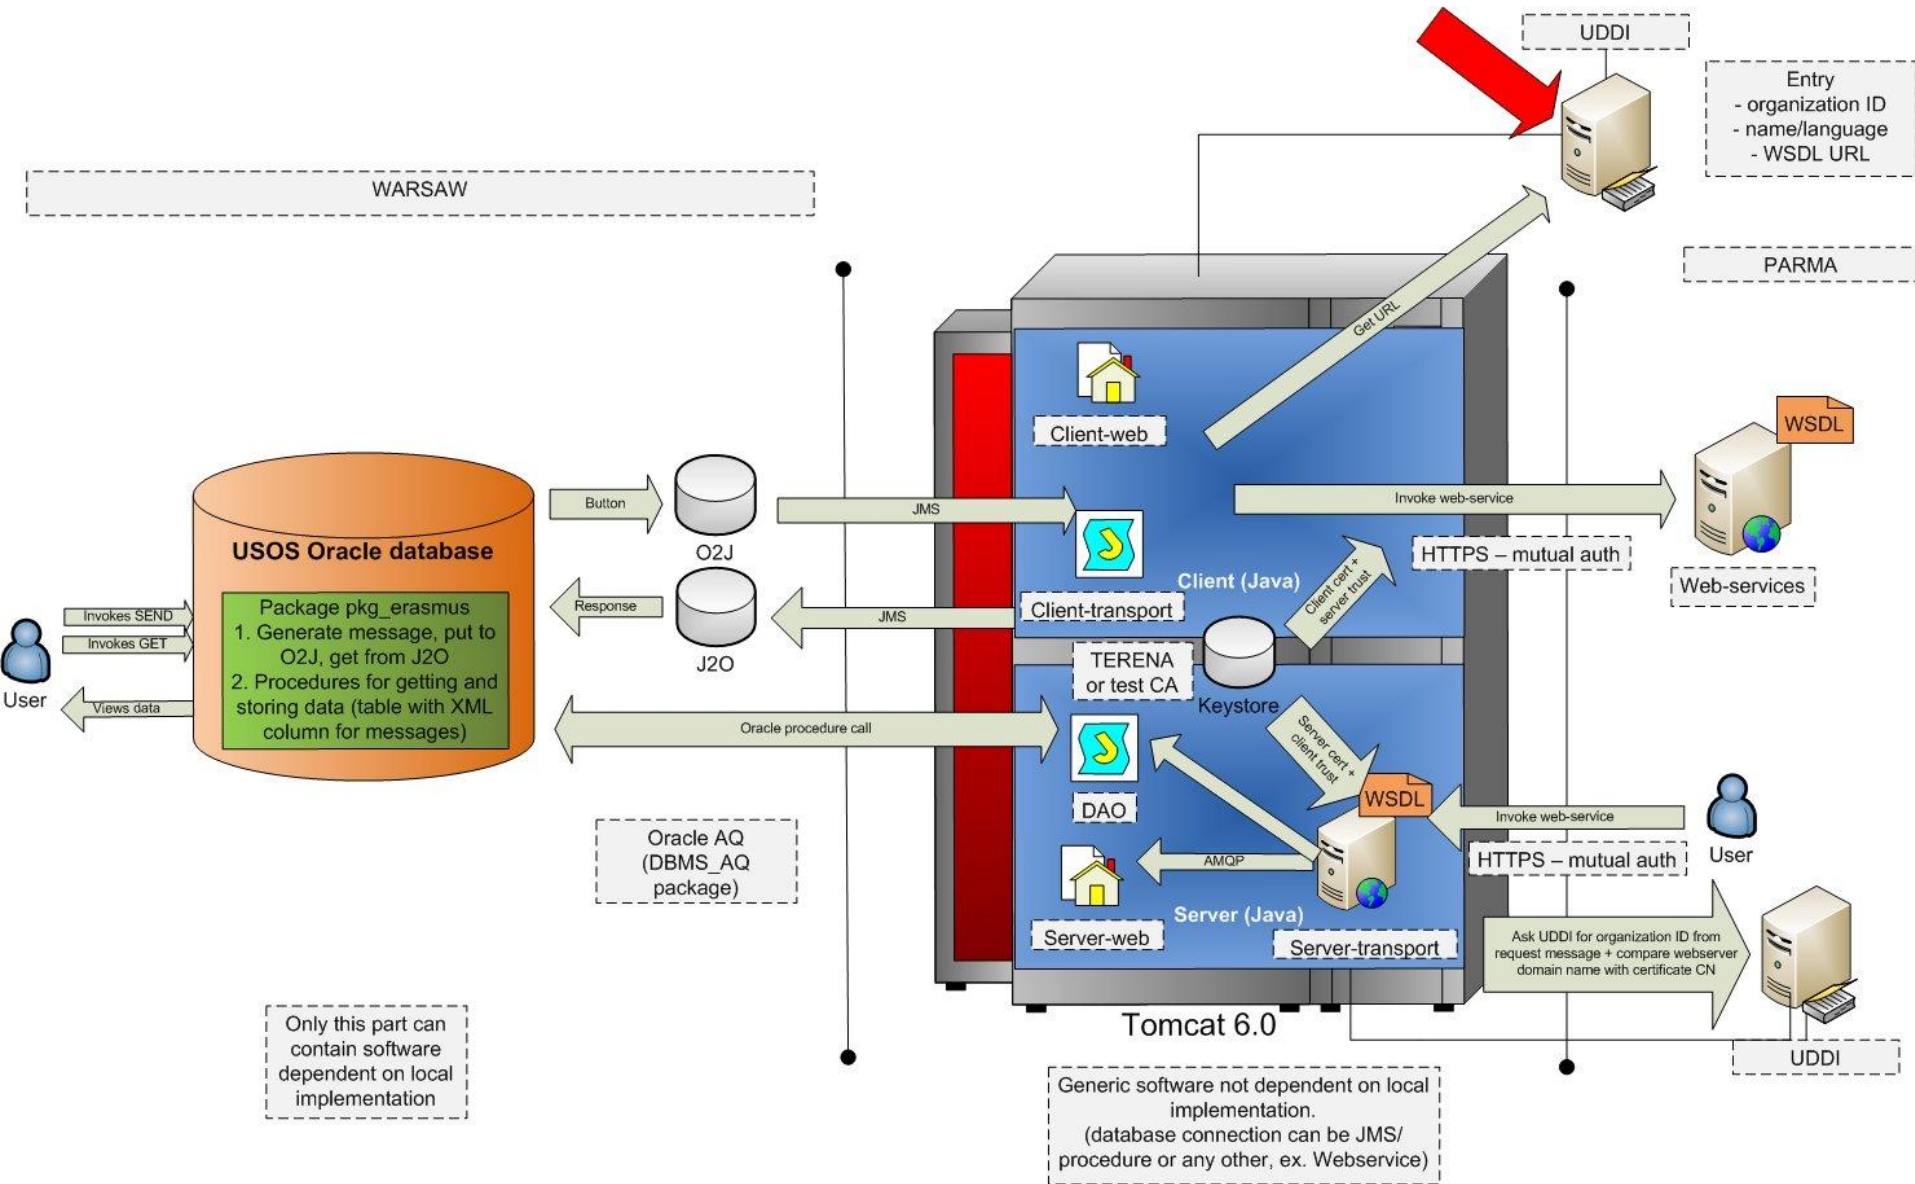 UDDI
Entry
- organization ID
- name/language
- WSDL URL
WARSAW
PARMA
Get URL
Client-web
WSDL
Button
JMS
Invoke web-service
O2J
USOS Oracle database
HTTPS – mutual auth
Web-services
Client (Java)
Client cert +
server trust
Client-transport
Response
JMS
J2O
Package pkg_erasmus
1. Generate message, put to
O2J, get from J2O
2. Procedures for getting and
storing data (table with XML
column for messages)
Invokes SEND
Invokes GET
User
Views data
TERENA
or test CA
Keystore
Oracle procedure call
Server cert +
client trust
DAO
WSDL
Invoke web-service
User
HTTPS – mutual auth
Oracle AQ
(DBMS_AQ
package)
AMQP
Server (Java)
Server-web
Server-transport
Ask UDDI for organization ID from
request message + compare webserver
domain name with certificate CN
Tomcat 6.0
UDDI
Only this part can
contain software
dependent on local
implementation
Generic software not dependent on local
implementation.
(database connection can be JMS/
procedure or any other, ex. Webservice)